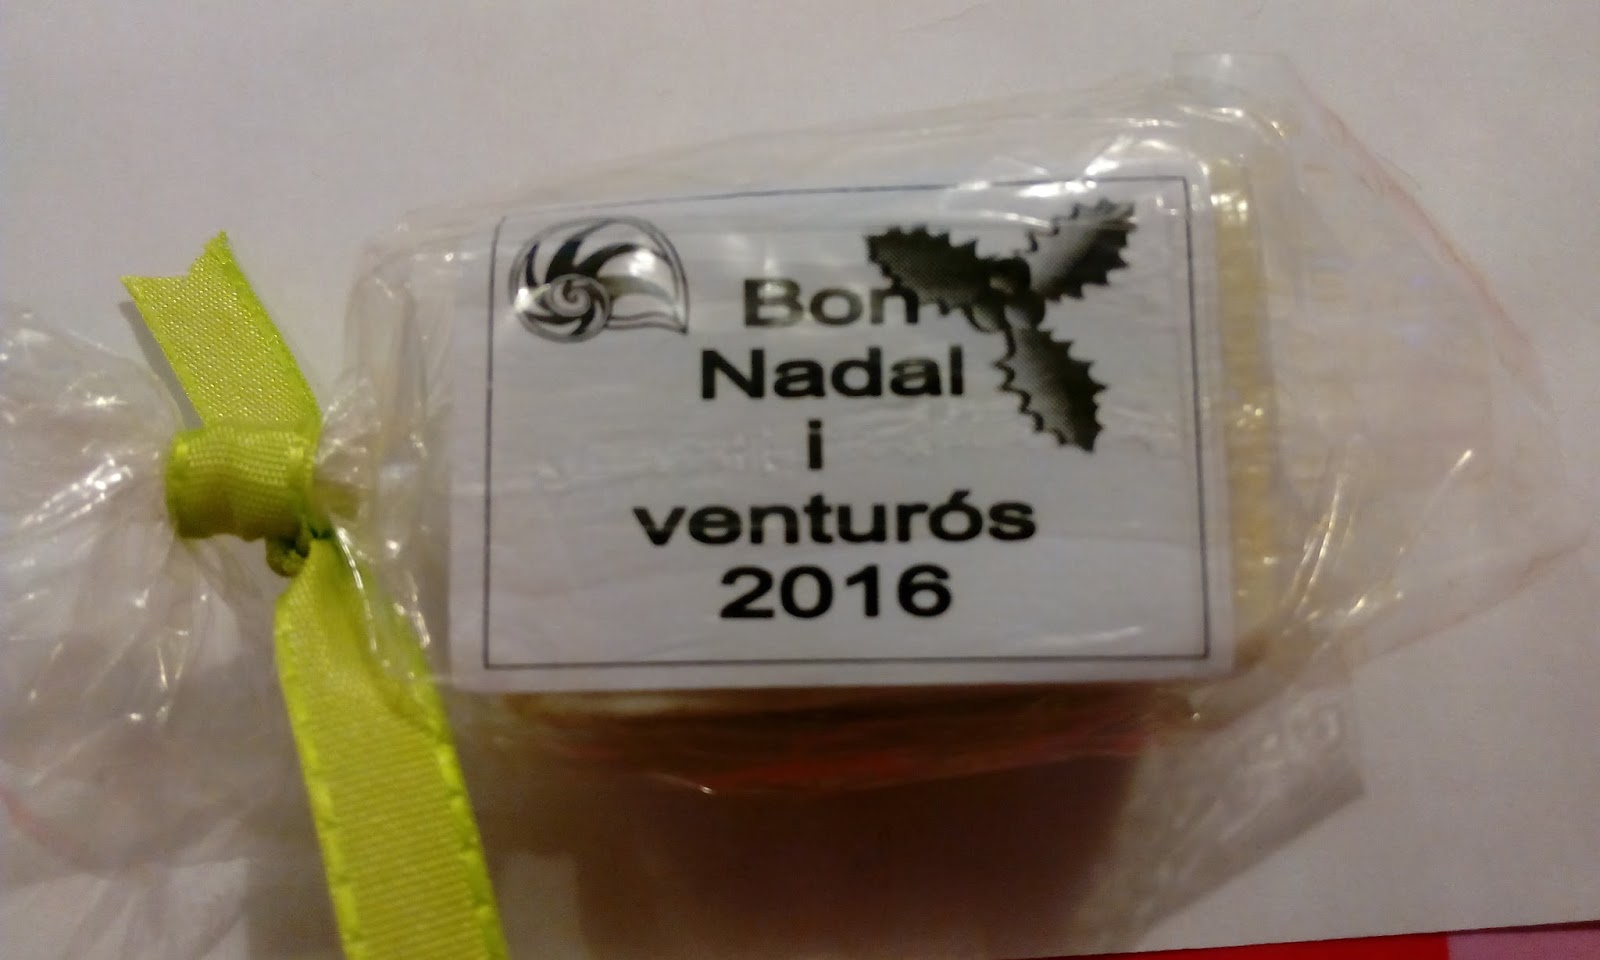 Bon
Nadal
i
venturós
2016